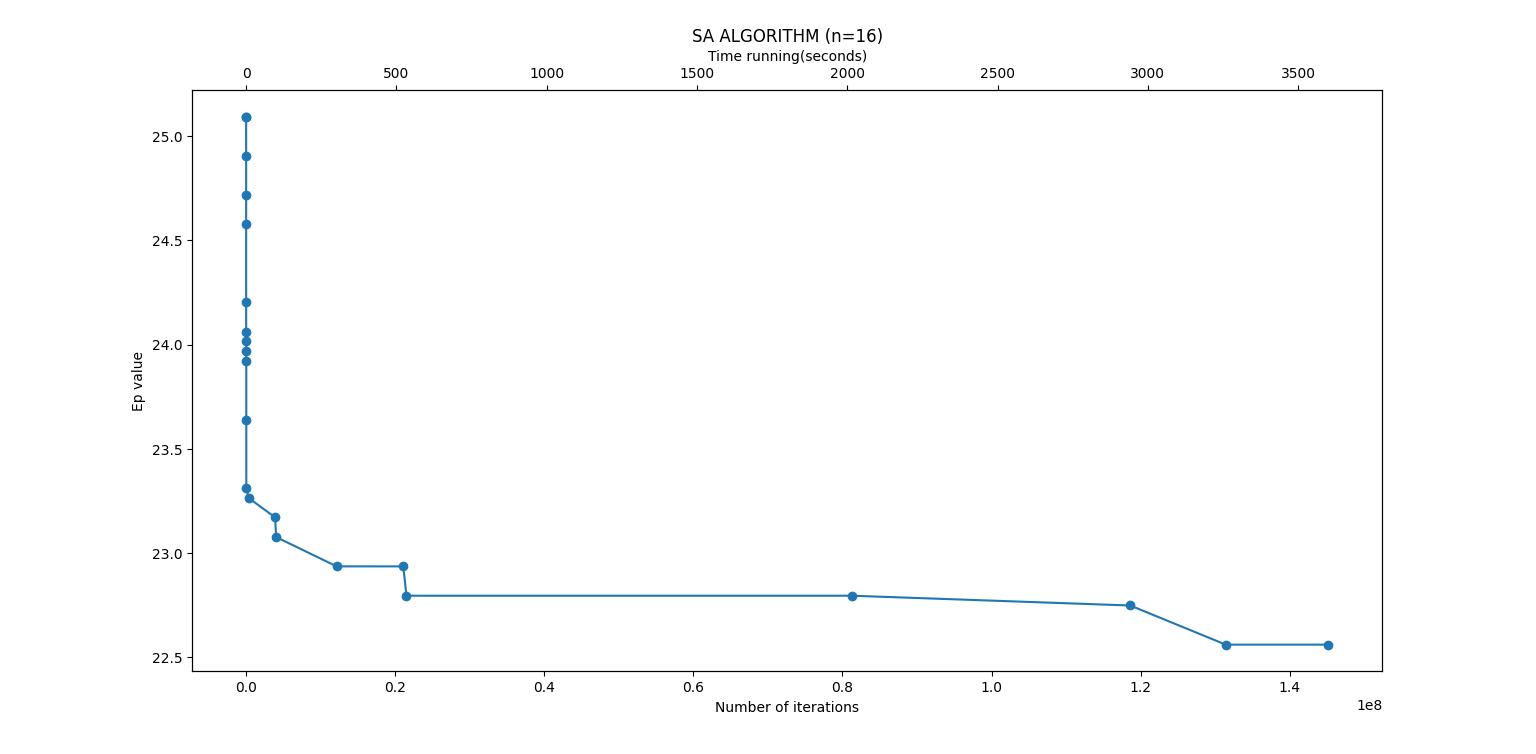 SA ALGORITHM (n=16)
Time running(seconds)
0 500 1000 1500 2000 2500 3000 3500
25.0
24.5
24.0
23.5
23.0
22.5
Ep value
0.0 0.2 0.4 0.6 0.8 1.0 1.2 1.4
Number of iterations
1e8